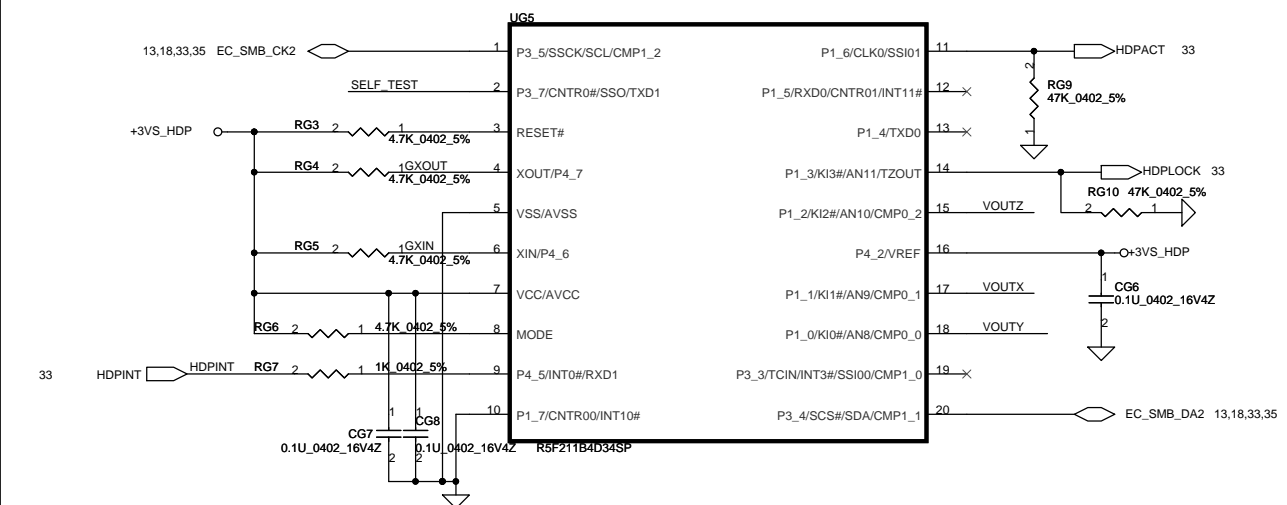 UG5
13,18,33,35 EC_SMB_CK2 1 P3_5/SSCK/SCL/CMP1_2 P1_6/CLK0/SSI01 11 HDPACT 33
SELF_TEST 2 P3_7/CNTR0#/SSO/TXD1 P1_5/RXD0/CNTR01/INT11# 12
2 RG9 47K_0402_5% 1
+3VS_HDP RG3 2 1 4.7K_0402_5% 3 RESET# P1_4/TXD0 13
RG4 2 1 GXOUT 4.7K_0402_5% 4 XOUT/P4_7 P1_3/KI3#/AN11/TZOUT 14 HDPLOCK 33
RG10 47K_0402_5% 2 1
5 VSS/AVSS P1_2/KI2#/AN10/CMP0_2 15 VOUTZ
RG5 2 1 GXIN 4.7K_0402_5% 6 XIN/P4_6 P4_2/VREF 16 +3VS_HDP
1 CG6 0.1U_0402_16V4Z 2
7 VCC/AVCC P1_1/KI1#/AN9/CMP0_1 17 VOUTX
RG6 2 1 4.7K_0402_5% 8 MODE P1_0/KI0#/AN8/CMP0_0 18 VOUTY
33 HDPINT HDPINT RG7 2 1 1K_0402_5% 9 P4_5/INT0#/RXD1 P3_3/TCIN/INT3#/SSI00/CMP1_0 19
10 P1_7/CNTR00/INT10# P3_4/SCS#/SDA/CMP1_1 20 EC_SMB_DA2 13,18,33,35
1 1
CG7 CG8
0.1U_0402_16V4Z 0.1U_0402_16V4Z R5F211B4D34SP
2 2